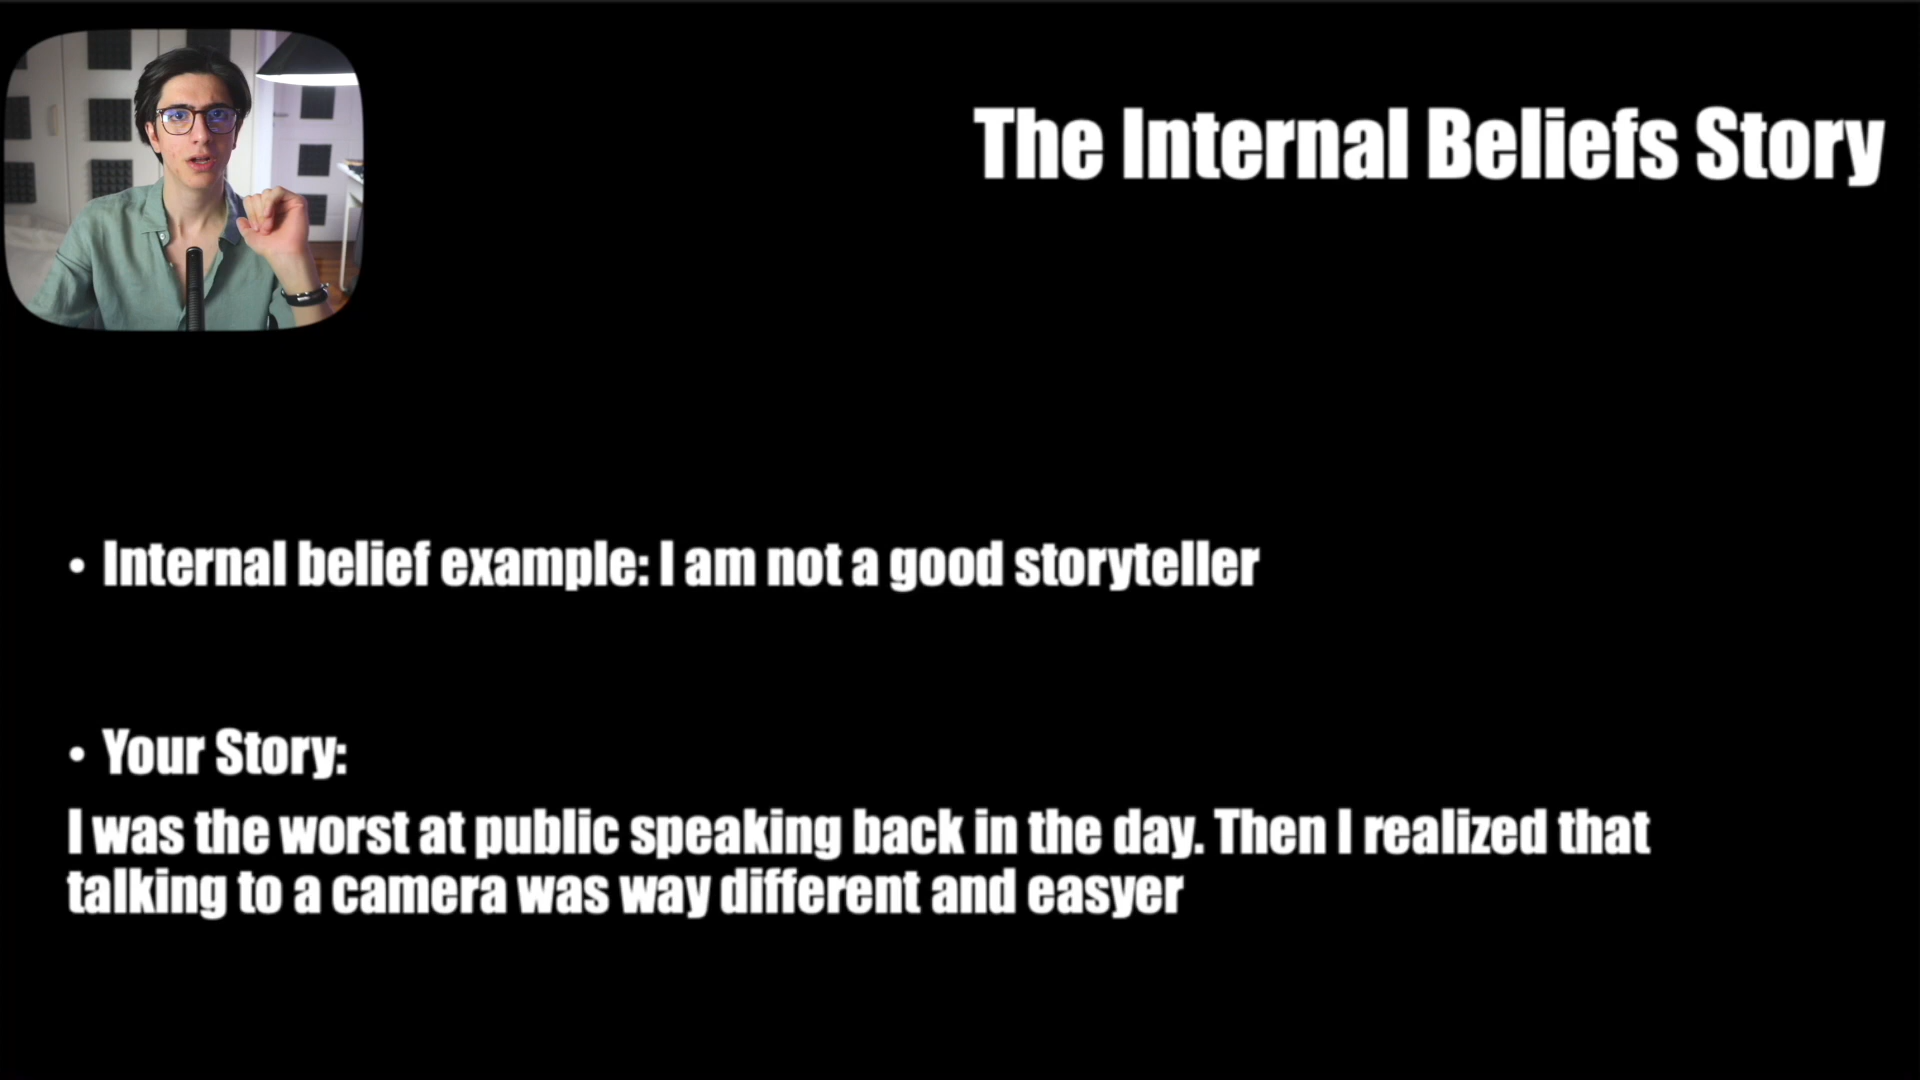 The Internal Beliefs Story
• Internal belief example: I am not a good storyteller
• Your Story:
I was the worst at public speaking back in the day. Then I realized that
talking to a camera was way different and easyer